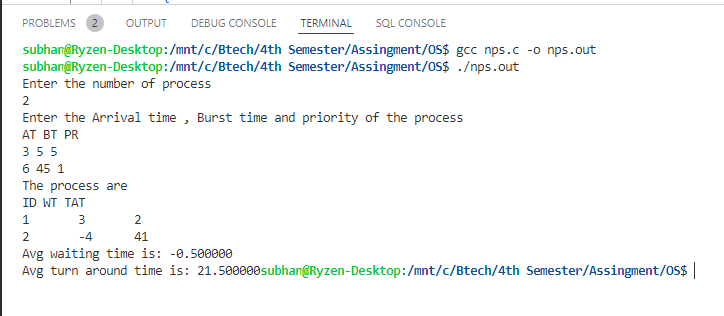 PROBLEMS 2 OUTPUT DEBUG CONSOLE TERMINAL SQL CONSOLE
subhan@Ryzen-Desktop:/mnt/c/Btech/4th Semester/Assingment/OS$ gcc nps.c -o nps.out
subhan@Ryzen-Desktop:/mnt/c/Btech/4th Semester/Assingment/OS$ ./nps.out
Enter the number of process
2
Enter the Arrival time , Burst time and priority of the process
AT BT PR
3 5 5
6 45 1
The process are
ID WT TAT
1 3 2
2 -4 41
Avg waiting time is: -0.500000
Avg turn around time is: 21.500000subhan@Ryzen-Desktop:/mnt/c/Btech/4th Semester/Assingment/OS$